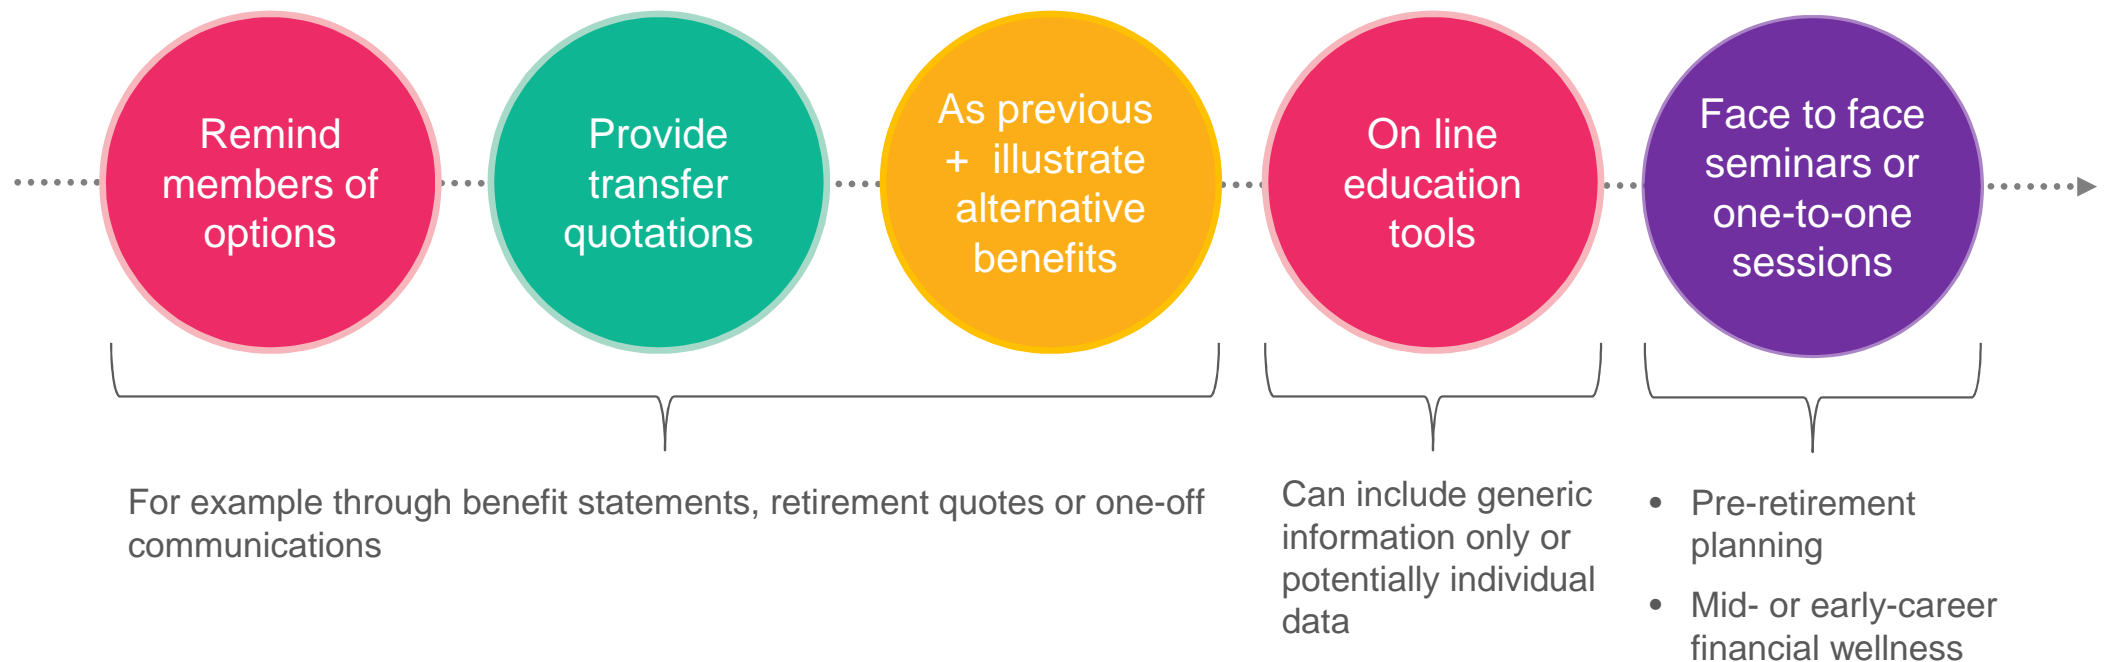 Remind
members of
options
Provide
transfer
quotations
As previous
+ illustrate
alternative
benefits
On line
education
tools
Face to face
seminars or
one-to-one
sessions
For example through benefit statements, retirement quotes or one-off
communications
Can include generic
information only or
potentially individual
data
• Pre-retirement
planning
• Mid- or early-career
financial wellness